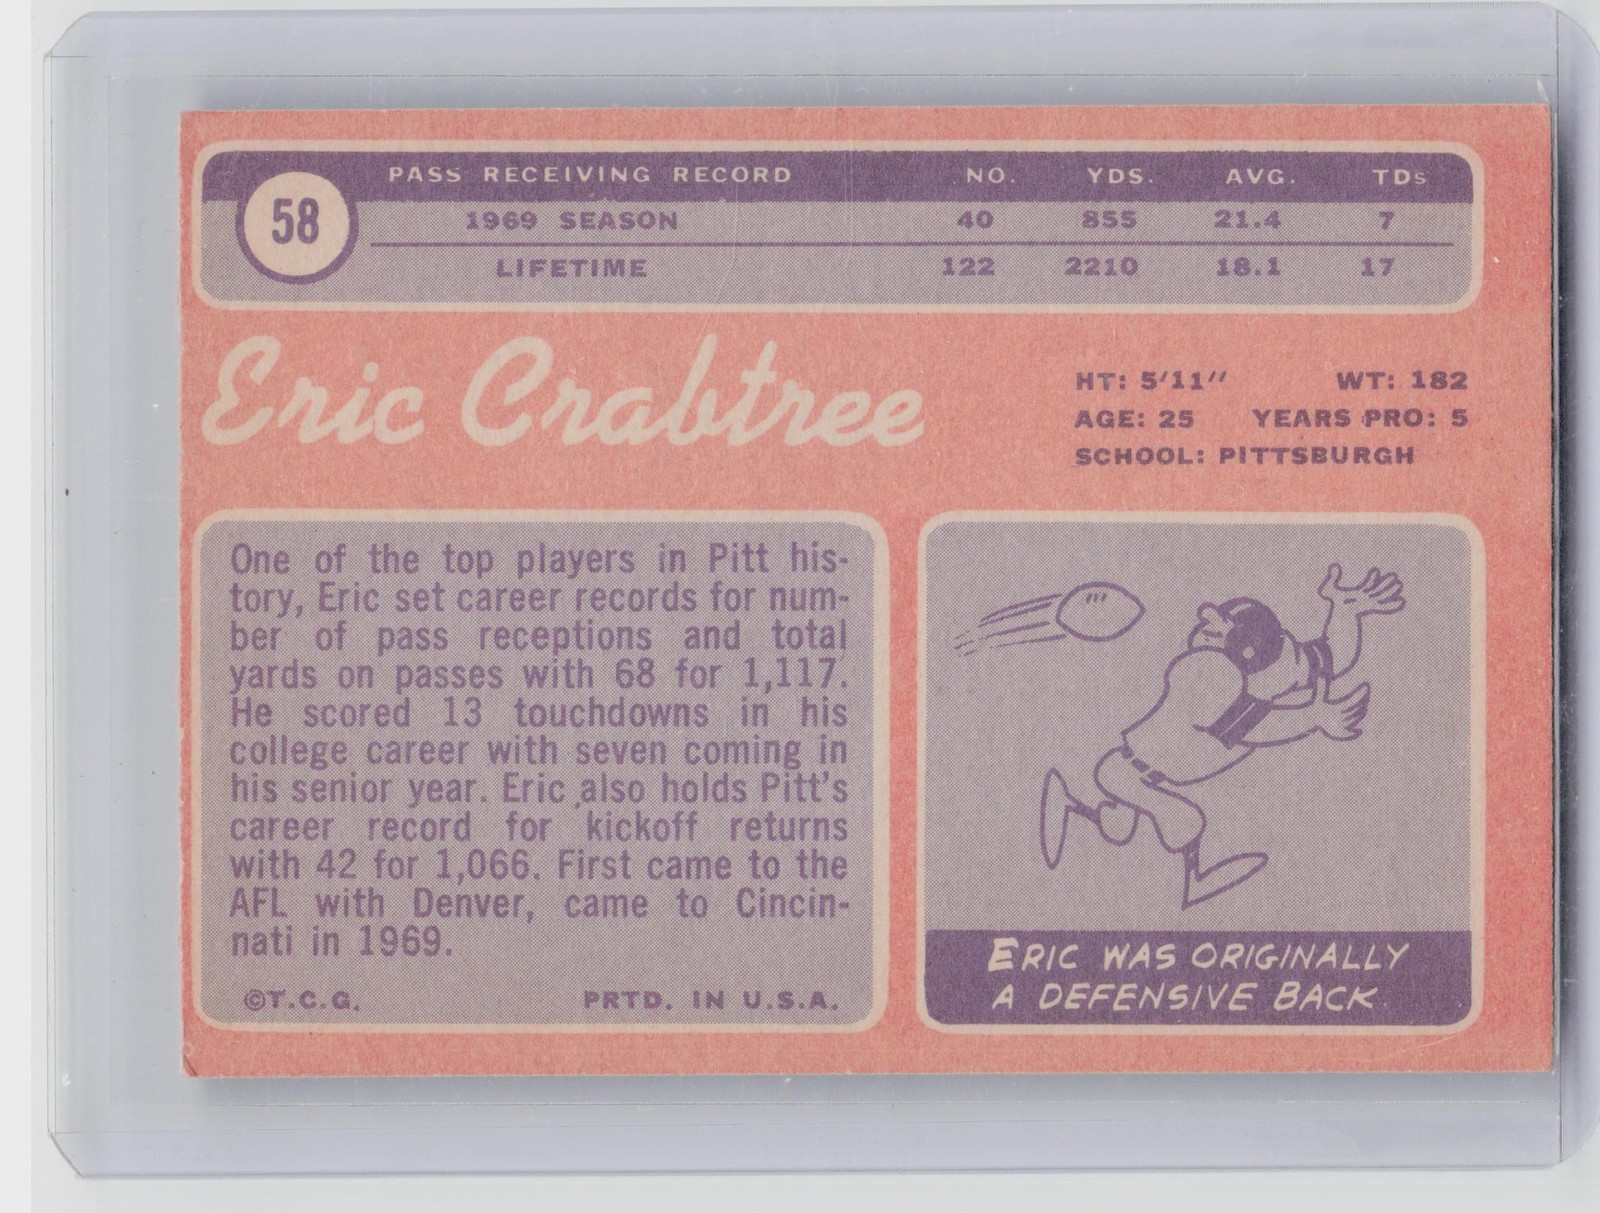 58
PASS RECEIVING RECORD NO. YDS. AVG. TDs
1969 SEASON 40 855 21.4 7
LIFETIME 122 2210 18.1 17
Eric Crabtree
HT: 5'11" WT: 182
AGE: 25 YEARS PRO: 5
SCHOOL: PITTSBURGH
One of the top players in Pitt his-
tory, Eric set career records for num-
ber of pass receptions and total
yards on passes with 68 for 1,117.
He scored 13 touchdowns in his
college career with seven coming in
his senior year. Eric also holds Pitt's
career record for kickoff returns
with 42 for 1,066. First came to the
AFL with Denver, came to Cincin-
nati in 1969.
©T.C.G. PRTD. IN U.S.A.
ERIC WAS ORIGINALLY
A DEFENSIVE BACK